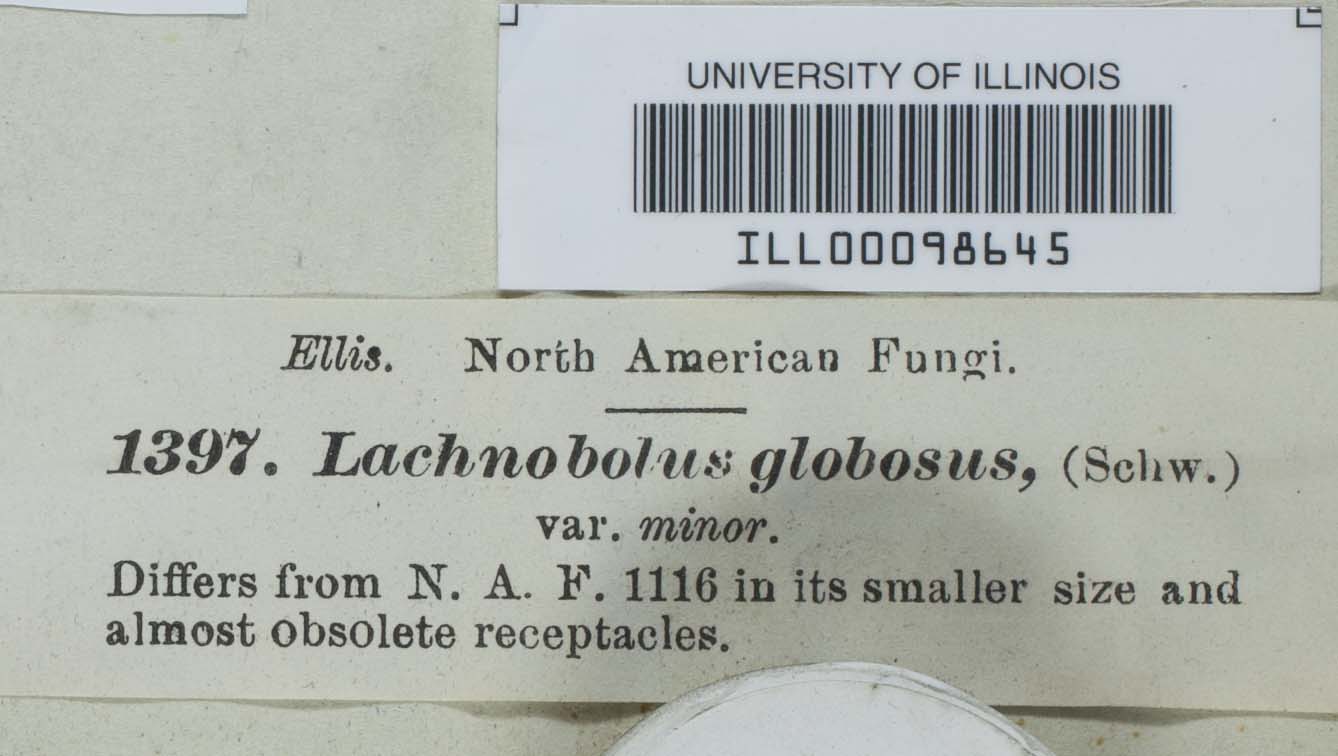 UNIVERSITY OF ILLINOIS
ILL00098645
Ellis. North American Fungi.
1397. Lachnobolus globosus, (Schw.)
var. minor.
Differs from N. A. F. 1116 in its smaller size and
almost obsolete receptacles.